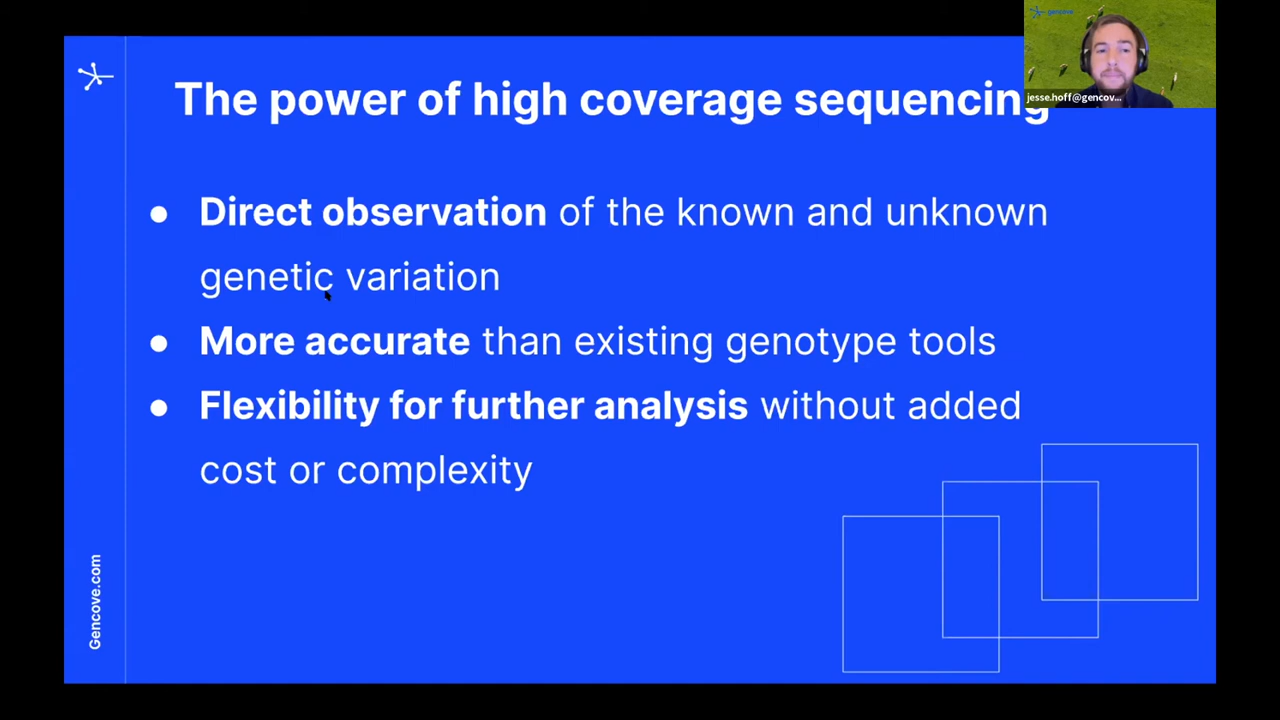 The power of high coverage sequencing
gencove
jesse.hoff@gencov...
● Direct observation of the known and unknown
genetic variation
● More accurate than existing genotype tools
● Flexibility for further analysis without added
cost or complexity
Gencove.com